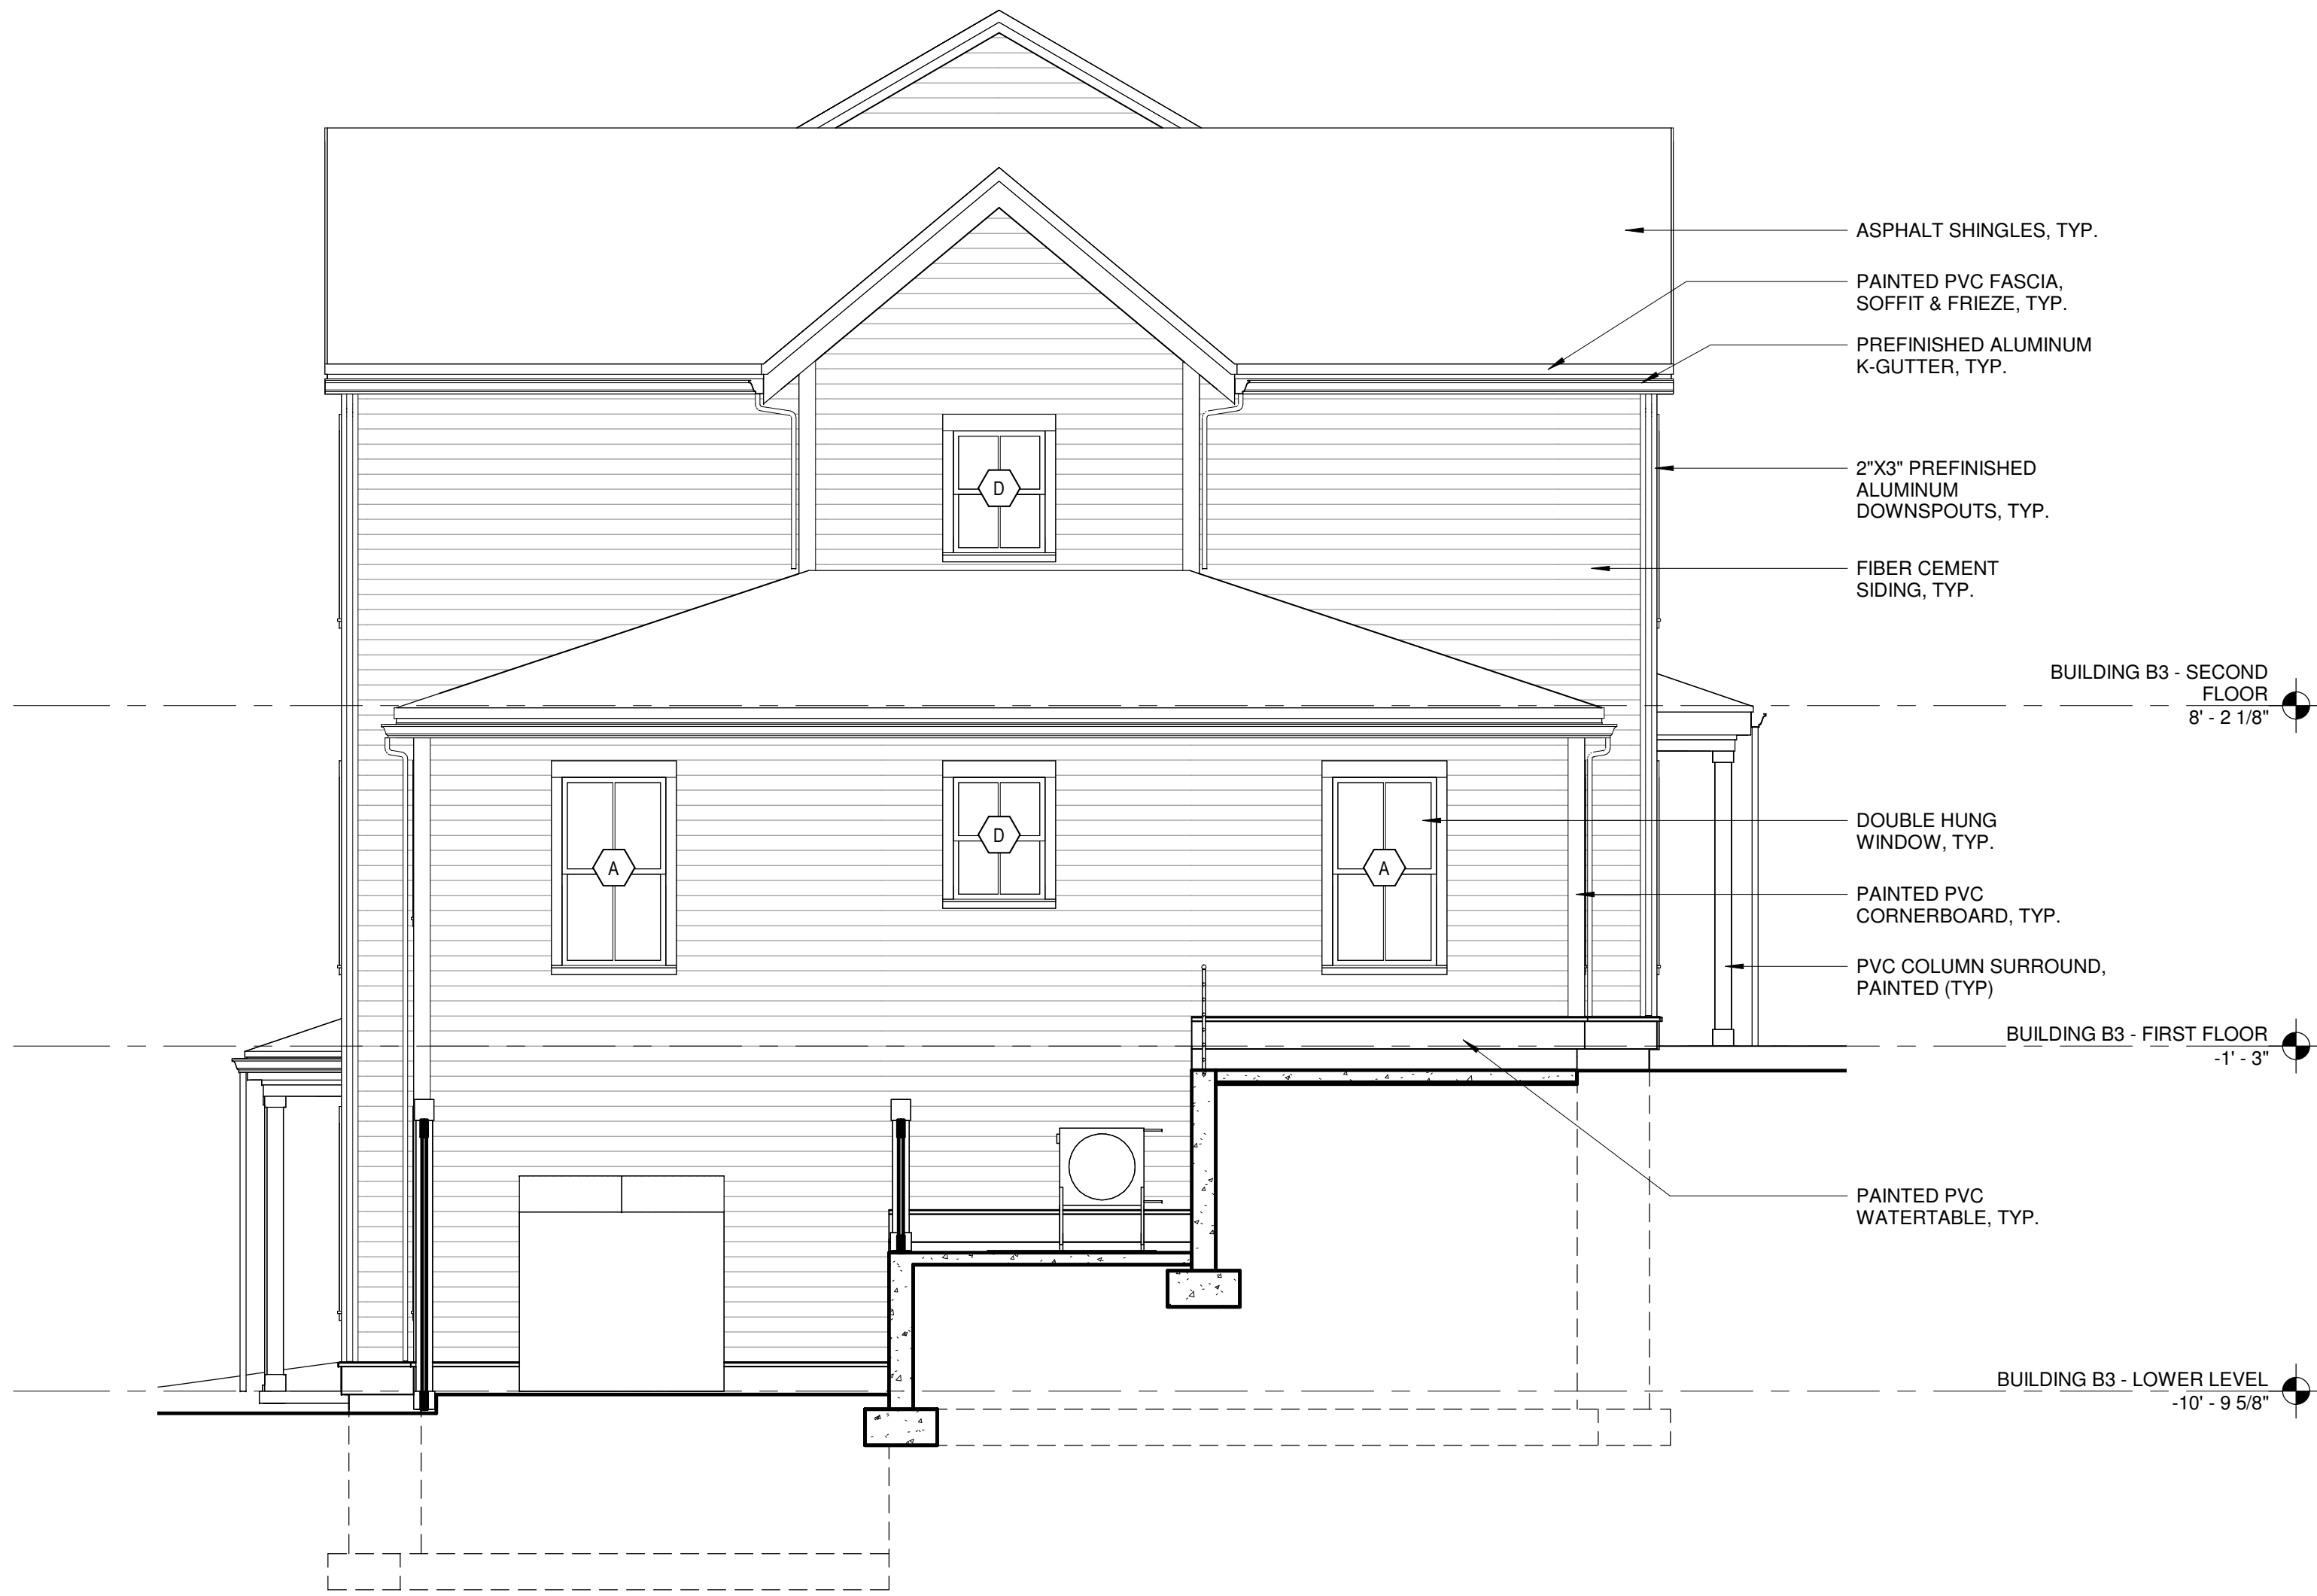 ASPHALT SHINGLES, TYP.
PAINTED PVC FASCIA,
SOFFIT & FRIEZE, TYP.
PREFINISHED ALUMINUM
K-GUTTER, TYP.
D
2"X3" PREFINISHED
ALUMINUM
DOWNSPOUTS, TYP.
FIBER CEMENT
SIDING, TYP.
BUILDING B3 - SECOND
FLOOR
8' - 2 1/8"
A
D
A
DOUBLE HUNG
WINDOW, TYP.
PAINTED PVC
CORNERBOARD, TYP.
PVC COLUMN SURROUND,
PAINTED (TYP)
BUILDING B3 - FIRST FLOOR
-1' - 3"
PAINTED PVC
WATERTABLE, TYP.
BUILDING B3 - LOWER LEVEL
-10' - 9 5/8"